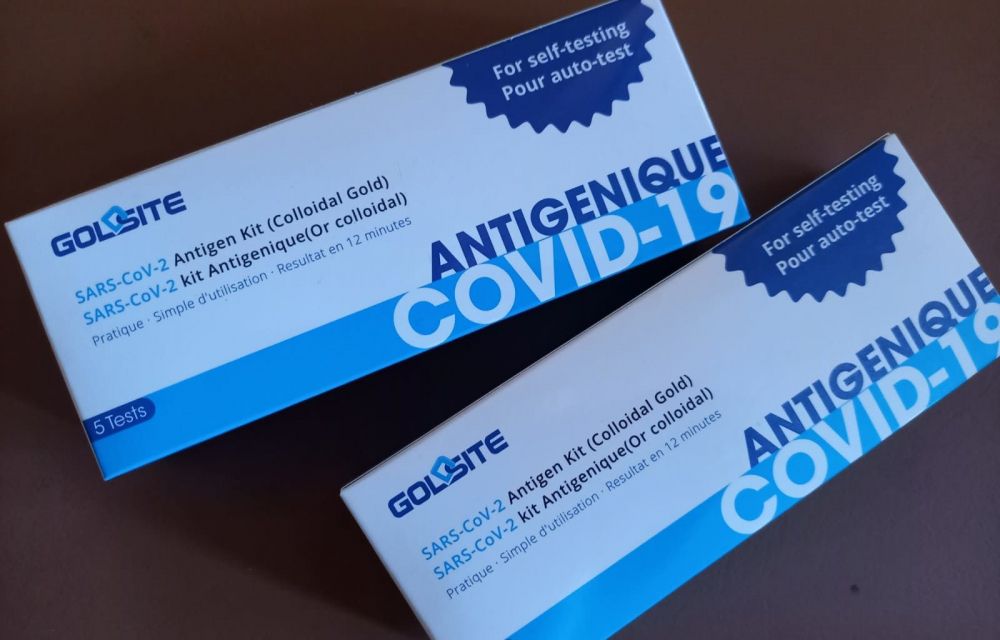 For self-testing
Pour auto-test
GOLDSITE
SARS-CoV-2 Antigen Kit (Colloidal Gold)
SARS-CoV-2 kit Antigenique(Or colloidal)
Pratique · Simple d'utilisation · Resultat en 12 minutes
ANTIGENIQUE
COVID-19
5 Tests
For self-testing
Pour auto-test
GOLDSITE
SARS-CoV-2 Antigen Kit (Colloidal Gold)
SARS-CoV-2 kit Antigenique(Or colloidal)
Pratique · Simple d'utilisation · Resultat en 12 minutes
ANTIGENIQUE
COVID-19